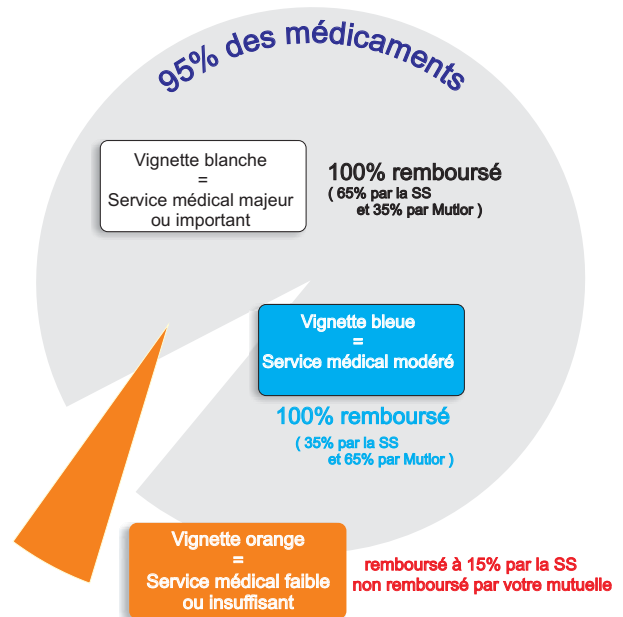 95% des médicaments
Vignette blanche
=
Service médical majeur
ou important
100% remboursé
( 65% par la SS
et 35% par Mutlor )
Vignette bleue
=
Service médical modéré
100% remboursé
( 35% par la SS
et 65% par Mutlor )
Vignette orange
=
Service médical faible
ou insuffisant
remboursé à 15% par la SS
non remboursé par votre mutuelle